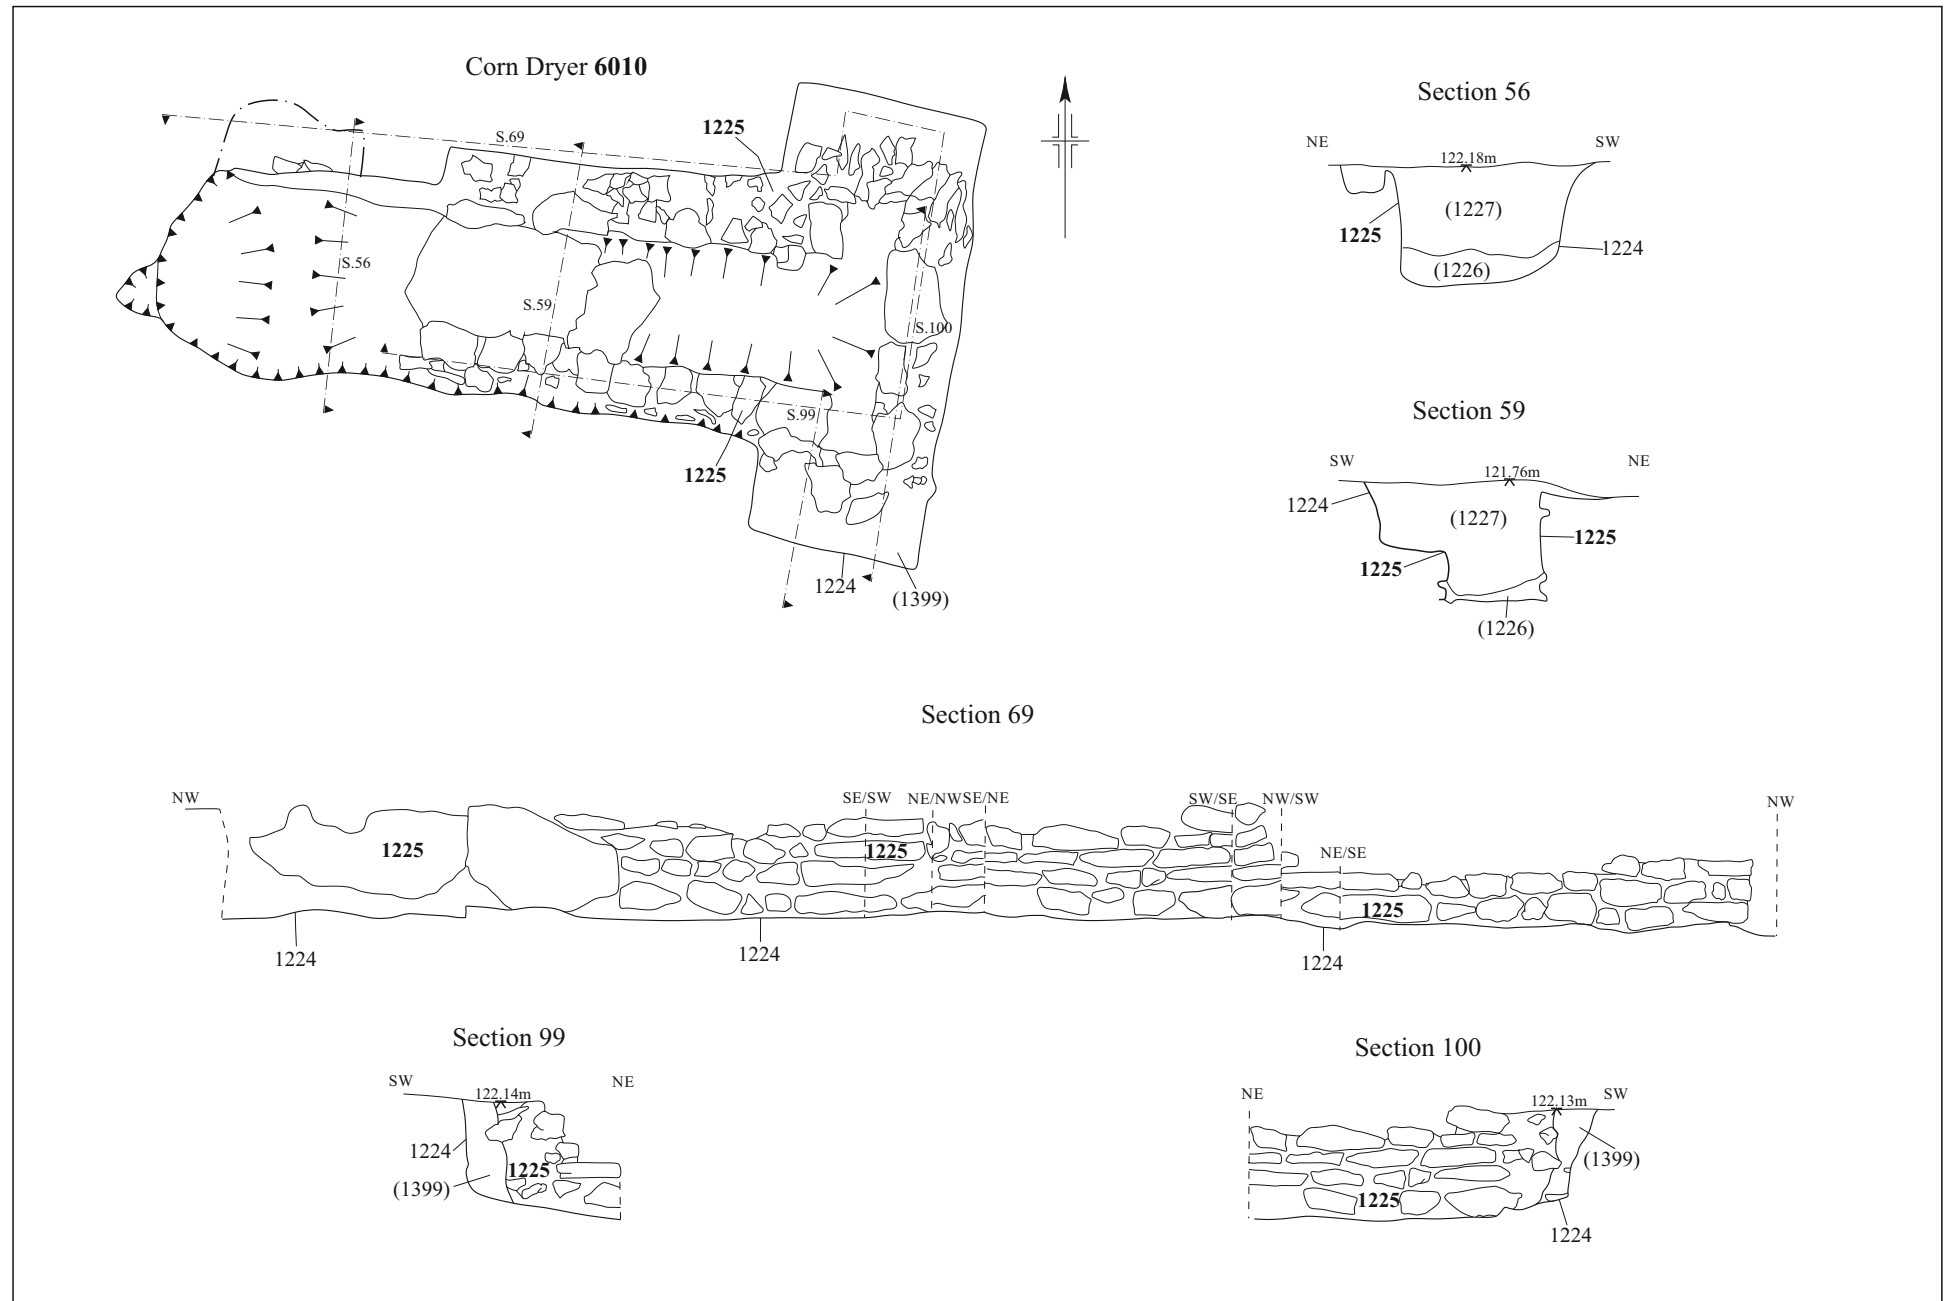 Corn Dryer 6010
1225
S.69
S.56
S.59
S.100
S.99
1225
1224
(1399)
Section 56
NE
SW
122.18m
(1227)
1225
1224
(1226)
Section 59
SW
NE
121.76m
1224
(1227)
1225
1225
(1226)
Section 69
NW
SE/SW
NE/NW
SE/NE
SW/SE
NW/SW
NW
NE/SE
1225
1225
1225
1224
1224
1224
Section 99
SW
NE
122.14m
1224
1225
(1399)
Section 100
NE
SW
122.13m
(1399)
1225
1224